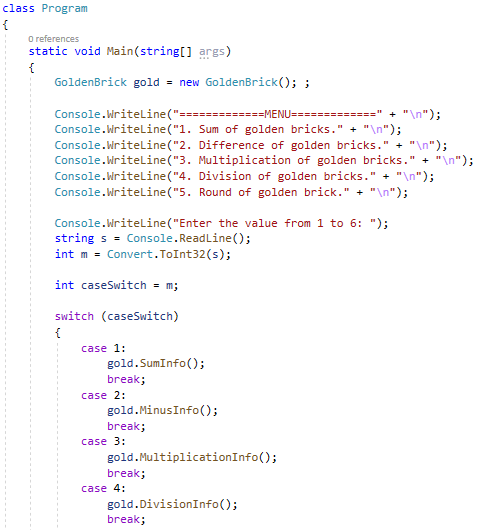 class Program
{
0 references
static void Main(string[] args)
{
GoldenBrick gold = new GoldenBrick(); ;
Console.WriteLine("=============MENU=============" + "\n");
Console.WriteLine("1. Sum of golden bricks." + "\n");
Console.WriteLine("2. Difference of golden bricks." + "\n");
Console.WriteLine("3. Multiplication of golden bricks." + "\n");
Console.WriteLine("4. Division of golden bricks." + "\n");
Console.WriteLine("5. Round of golden brick." + "\n");
Console.WriteLine("Enter the value from 1 to 6: ");
string s = Console.ReadLine();
int m = Convert.ToInt32(s);
int caseSwitch = m;
switch (caseSwitch)
{
case 1:
gold.SumInfo();
break;
case 2:
gold.MinusInfo();
break;
case 3:
gold.MultiplicationInfo();
break;
case 4:
gold.DivisionInfo();
break;